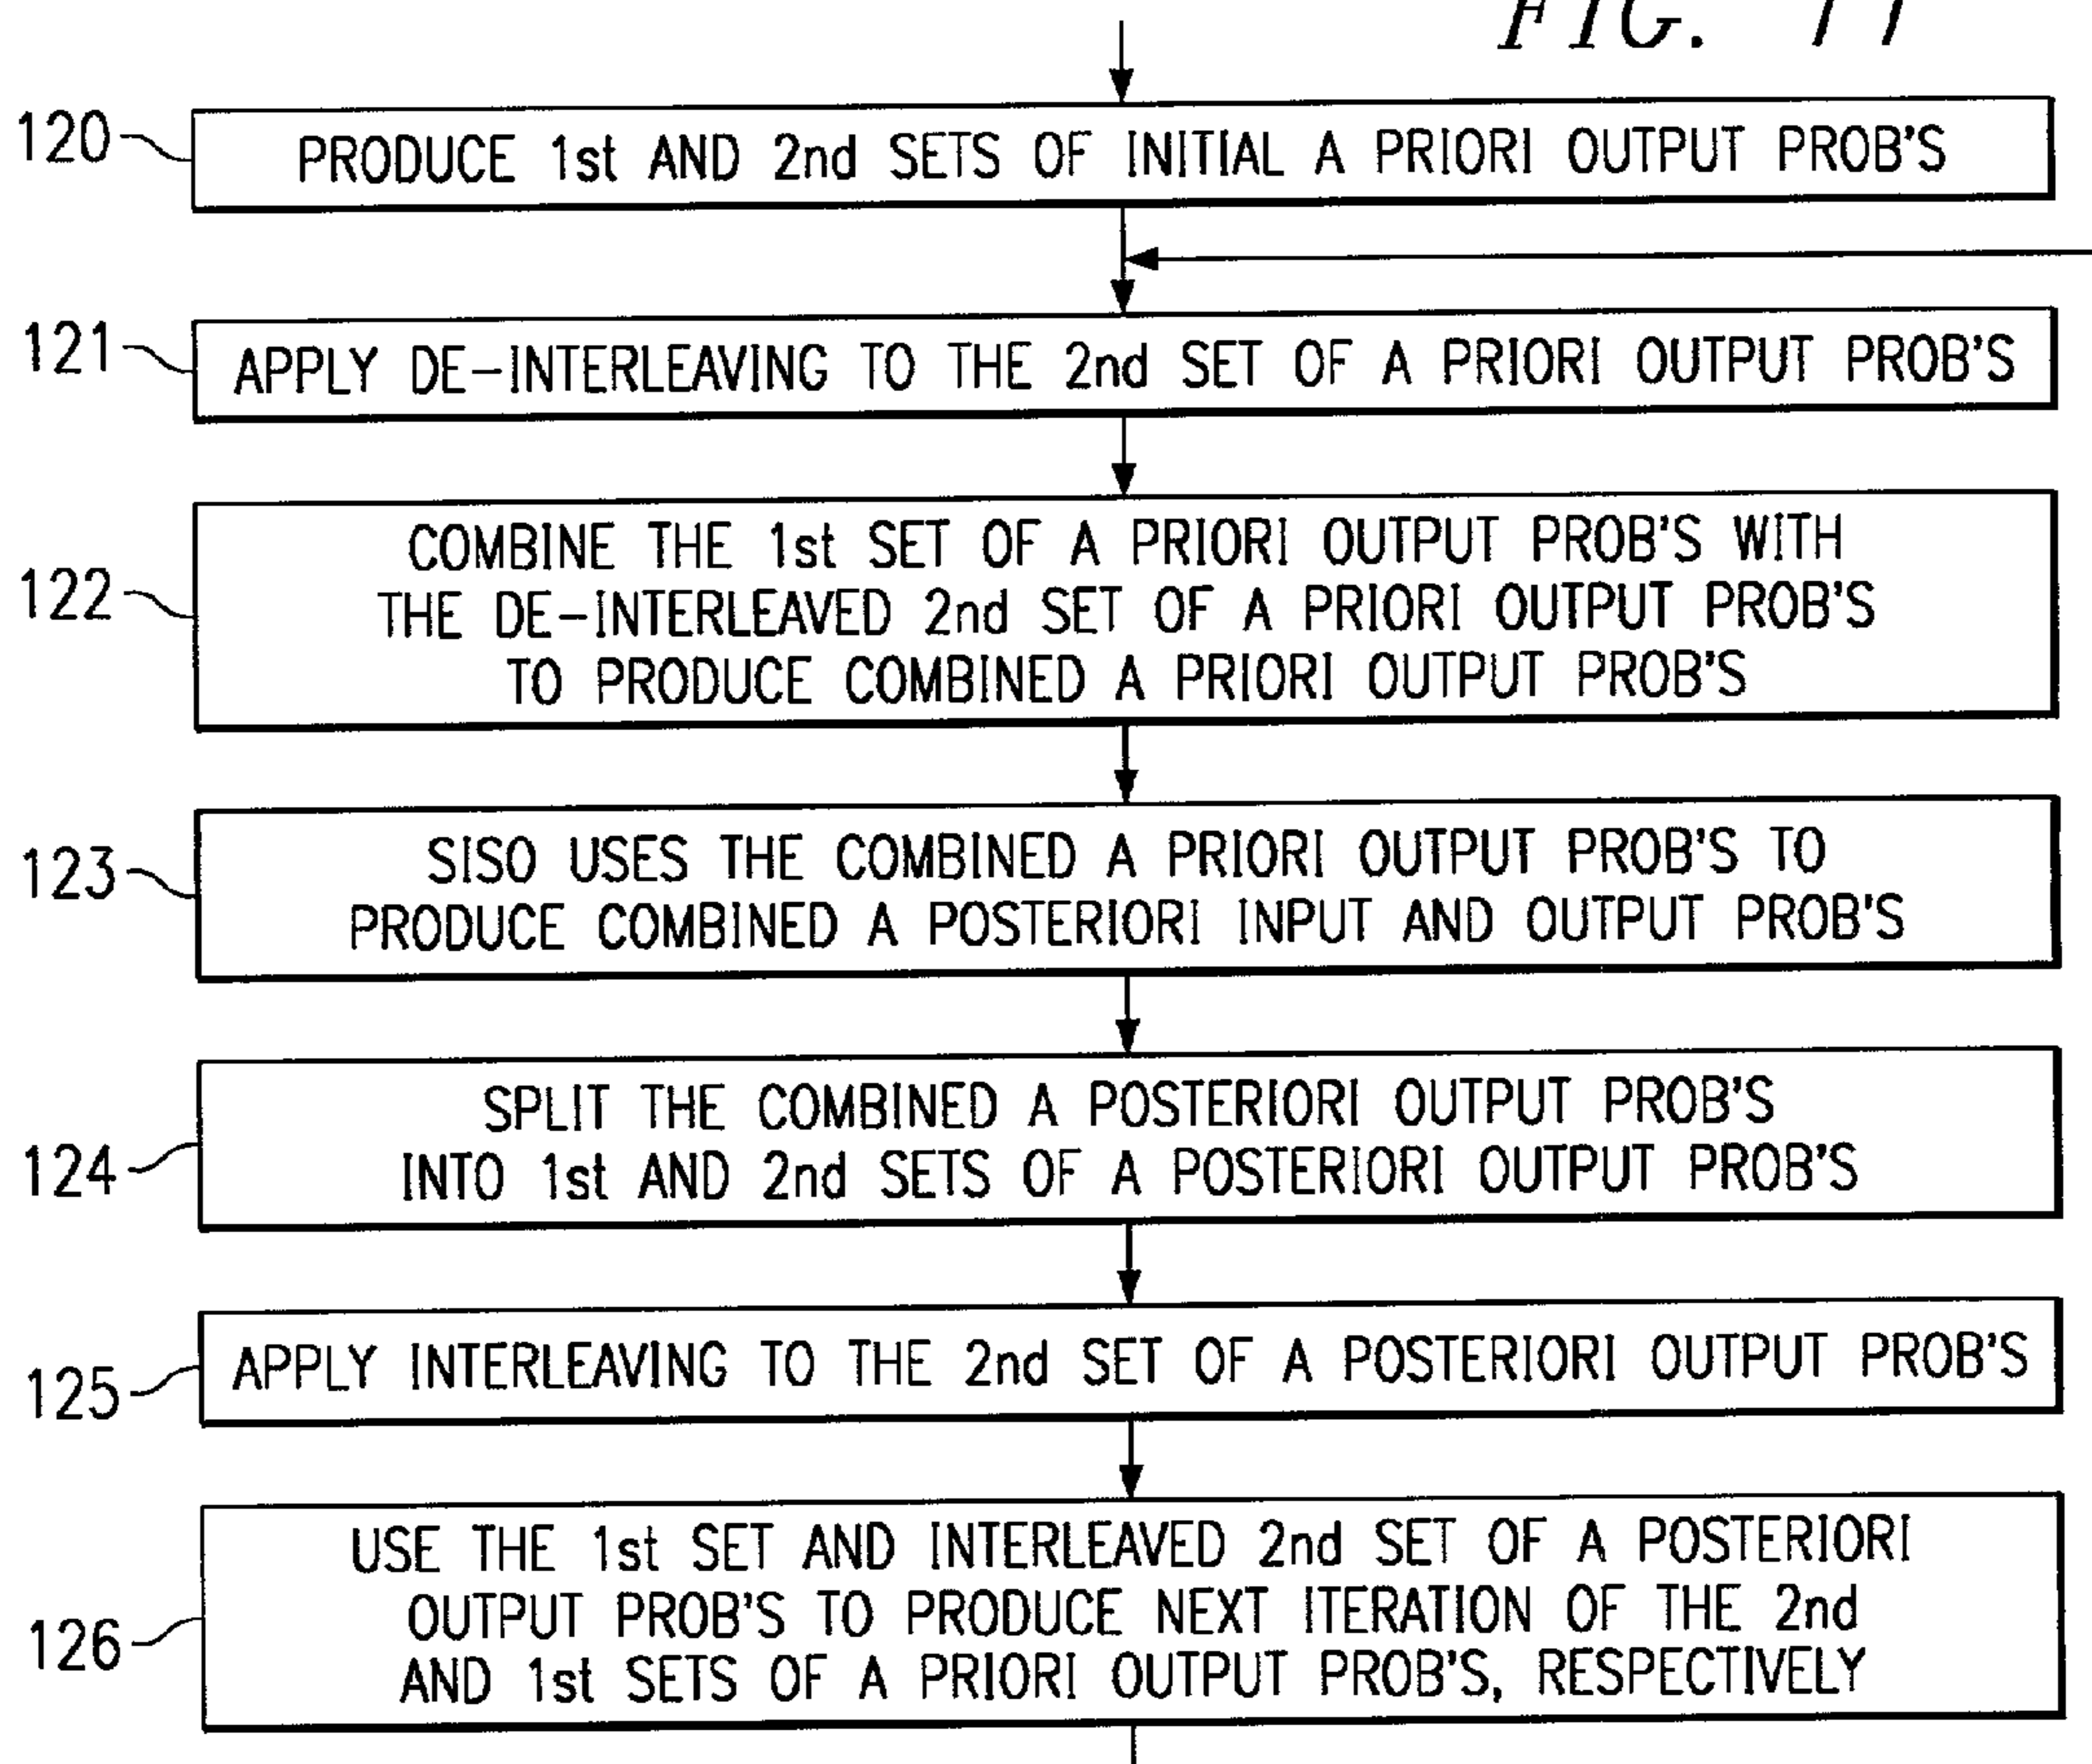 FIG. 11
120
PRODUCE 1st AND 2nd SETS OF INITIAL A PRIORI OUTPUT PROB'S
121
APPLY DE-INTERLEAVING TO THE 2nd SET OF A PRIORI OUTPUT PROB'S
122
COMBINE THE 1st SET OF A PRIORI OUTPUT PROB'S WITH
THE DE-INTERLEAVED 2nd SET OF A PRIORI OUTPUT PROB'S
TO PRODUCE COMBINED A PRIORI OUTPUT PROB'S
123
SISO USES THE COMBINED A PRIORI OUTPUT PROB'S TO
PRODUCE COMBINED A POSTERIORI INPUT AND OUTPUT PROB'S
124
SPLIT THE COMBINED A POSTERIORI OUTPUT PROB'S
INTO 1st AND 2nd SETS OF A POSTERIORI OUTPUT PROB'S
125
APPLY INTERLEAVING TO THE 2nd SET OF A POSTERIORI OUTPUT PROB'S
126
USE THE 1st SET AND INTERLEAVED 2nd SET OF A POSTERIORI
OUTPUT PROB'S TO PRODUCE NEXT ITERATION OF THE 2nd
AND 1st SETS OF A PRIORI OUTPUT PROB'S, RESPECTIVELY